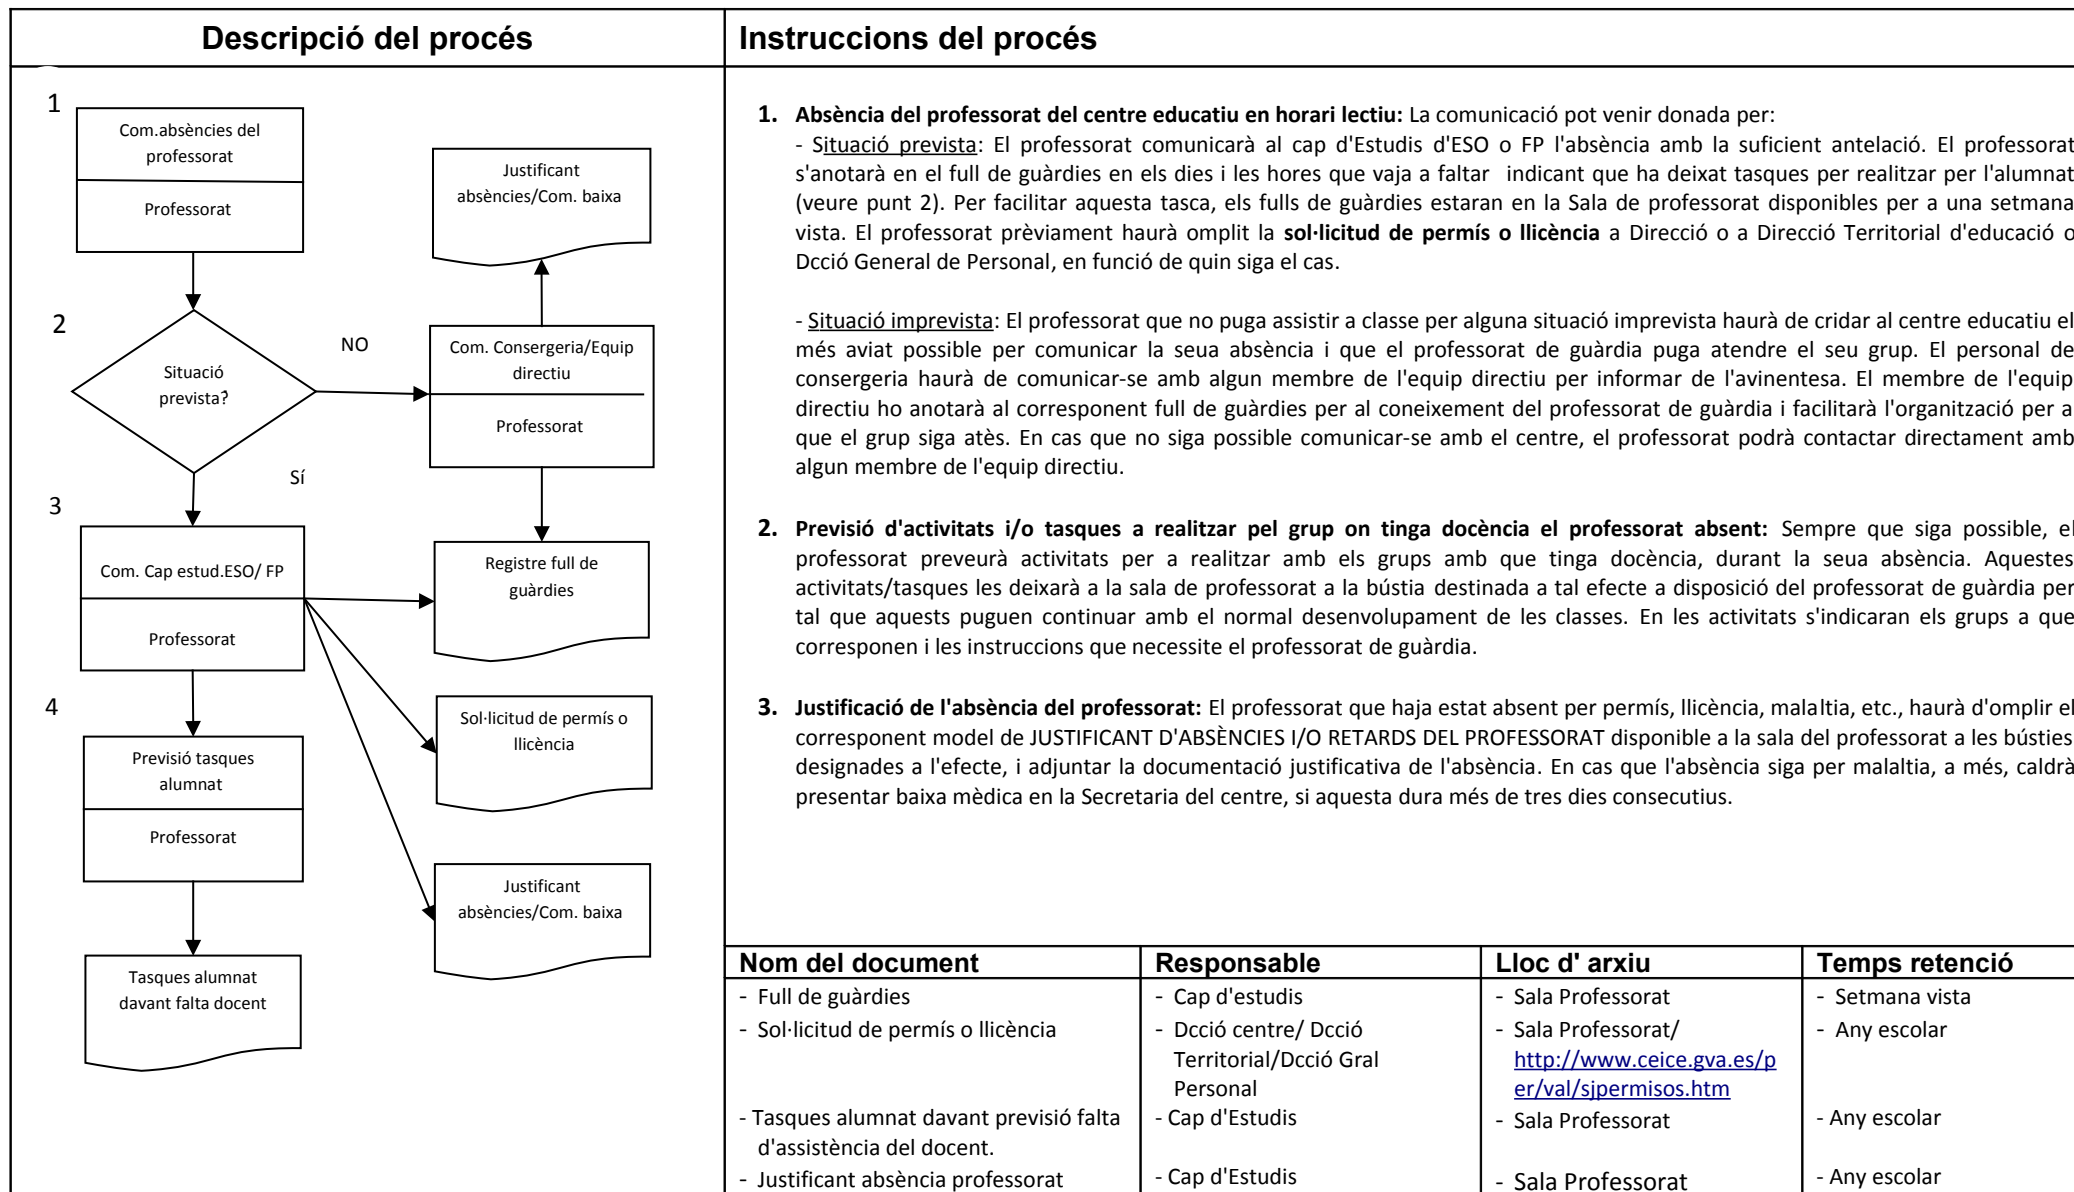 Descripció del procés
Instruccions del procés
1
Com.absències del
professorat
Professorat
Justificant
absències/Com. baixa
2
Situació
prevista?
NO
Sí
Com. Consergeria/Equip
directiu
Professorat
3
Com. Cap estud.ESO/ FP
Professorat
Registre full de
guàrdies
Sol·licitud de permís o
llicència
4
Previsió tasques
alumnat
Professorat
Justificant
absències/Com. baixa
Tasques alumnat
davant falta docent
1. Absència del professorat del centre educatiu en horari lectiu: La comunicació pot venir donada per:
- Situació prevista: El professorat comunicarà al cap d'Estudis d'ESO o FP l'absència amb la suficient antelació. El professorat
s'anotarà en el full de guàrdies en els dies i les hores que vaja a faltar indicant que ha deixat tasques per realitzar per l'alumnat
(veure punt 2). Per facilitar aquesta tasca, els fulls de guàrdies estaran en la Sala de professorat disponibles per a una setmana
vista. El professorat prèviament haurà omplit la sol·licitud de permís o llicència a Direcció o a Direcció Territorial d'educació o
Dcció General de Personal, en funció de quin siga el cas.
- Situació imprevista: El professorat que no puga assistir a classe per alguna situació imprevista haurà de cridar al centre educatiu el
més aviat possible per comunicar la seua absència i que el professorat de guàrdia puga atendre el seu grup. El personal de
consergeria haurà de comunicar-se amb algun membre de l'equip directiu per informar de l'avinentesa. El membre de l'equip
directiu ho anotarà al corresponent full de guàrdies per al coneixement del professorat de guàrdia i facilitarà l'organització per a
que el grup siga atès. En cas que no siga possible comunicar-se amb el centre, el professorat podrà contactar directament amb
algun membre de l'equip directiu.
2. Previsió d'activitats i/o tasques a realitzar pel grup on tinga docència el professorat absent: Sempre que siga possible, el
professorat preveurà activitats per a realitzar amb els grups amb que tinga docència, durant la seua absència. Aquestes
activitats/tasques les deixarà a la sala de professorat a la bústia destinada a tal efecte a disposició del professorat de guàrdia per
tal que aquests puguen continuar amb el normal desenvolupament de les classes. En les activitats s'indicaran els grups a que
corresponen i les instruccions que necessite el professorat de guàrdia.
3. Justificació de l'absència del professorat: El professorat que haja estat absent per permís, llicència, malaltia, etc., haurà d'omplir el
corresponent model de JUSTIFICANT D'ABSÈNCIES I/O RETARDS DEL PROFESSORAT disponible a la sala del professorat a les bústies
designades a l'efecte, i adjuntar la documentació justificativa de l'absència. En cas que l'absència siga per malaltia, a més, caldrà
presentar baixa mèdica en la Secretaria del centre, si aquesta dura més de tres dies consecutius.
Nom del document
Responsable
Lloc d' arxiu
Temps retenció
- Full de guàrdies
- Cap d'estudis
- Sala Professorat
- Setmana vista
- Sol·licitud de permís o llicència
- Dcció centre/ Dcció
Territorial/Dcció Gral
Personal
- Sala Professorat/
http://www.ceice.gva.es/p
er/val/sjpermisos.htm
- Any escolar
- Tasques alumnat davant previsió falta
d'assistència del docent.
- Cap d'Estudis
- Sala Professorat
- Any escolar
- Justificant absència professorat
- Cap d'Estudis
- Sala Professorat
- Any escolar